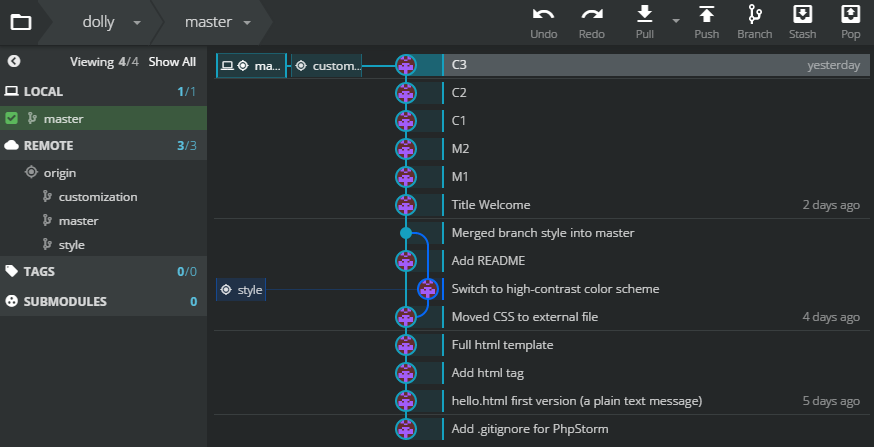 dolly master Undo Redo Pull Push Branch Stash Pop
Viewing 4/4 Show All
ma... custom... C3 yesterday
LOCAL 1/1
C2
master
C1
REMOTE 3/3
M2
origin
M1
customization
Title Welcome 2 days ago
master
Merged branch style into master
style
Add README
TAGS 0/0
style Switch to high-contrast color scheme
SUBMODULES 0
Moved CSS to external file 4 days ago
Full html template
Add html tag
hello.html first version (a plain text message) 5 days ago
Add .gitignore for PhpStorm